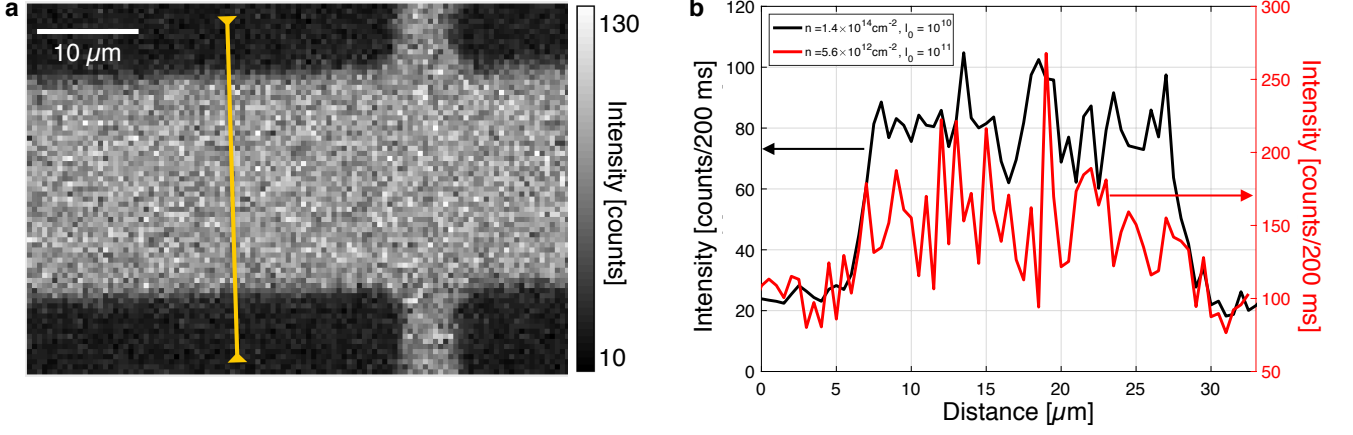 a
10 µm
130
Intensity [counts]
10
b
n =1.4×10¹⁴cm⁻², I₀ = 10¹⁰
n =5.6×10¹²cm⁻², I₀ = 10¹¹
Intensity [counts/200 ms]
120
100
80
60
40
20
0
0 5 10 15 20 25 30
Distance [µm]
300
250
200
150
100
50
Intensity [counts/200 ms]